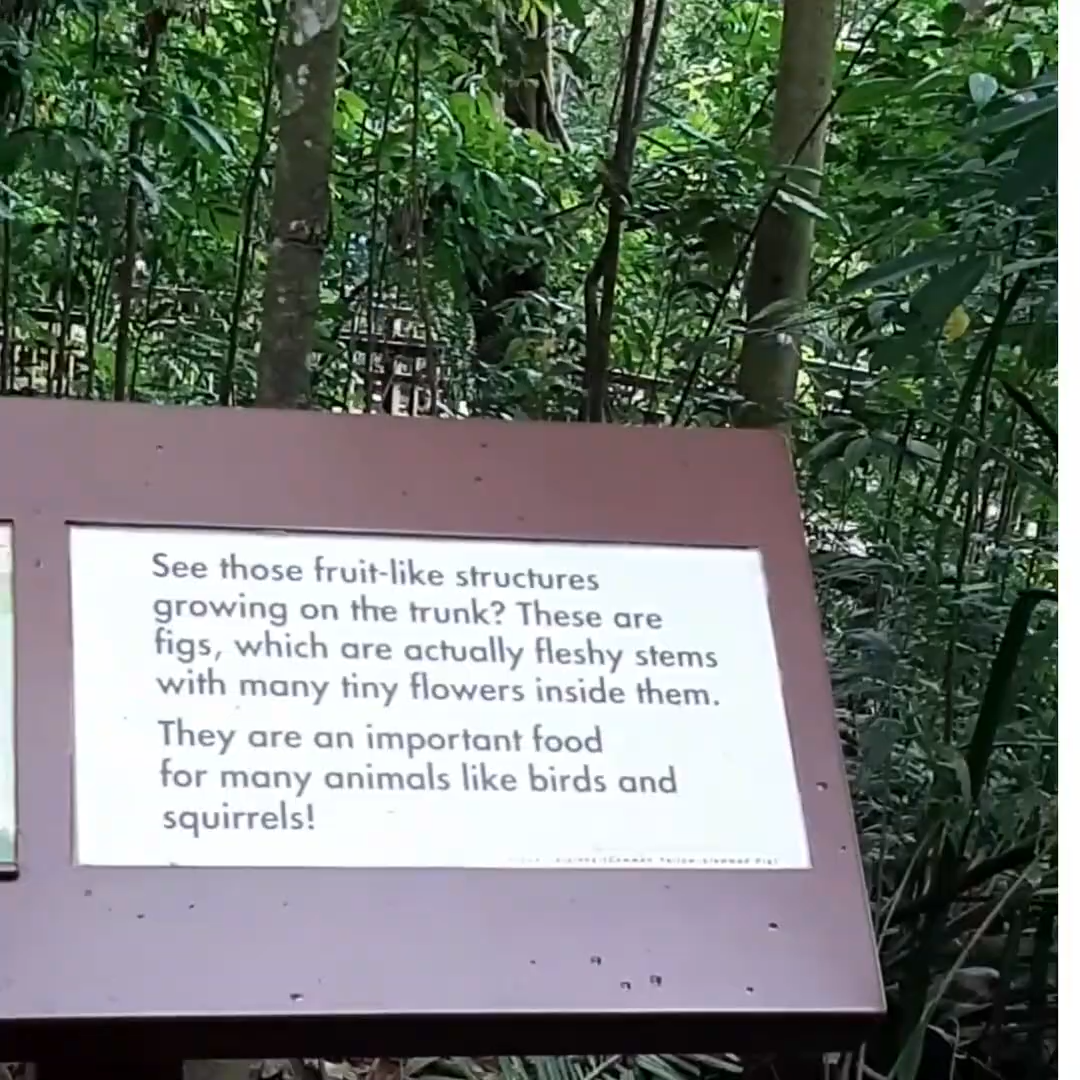 See those fruit-like structures
growing on the trunk? These are
figs, which are actually fleshy stems
with many tiny flowers inside them.
They are an important food
for many animals like birds and
squirrels!